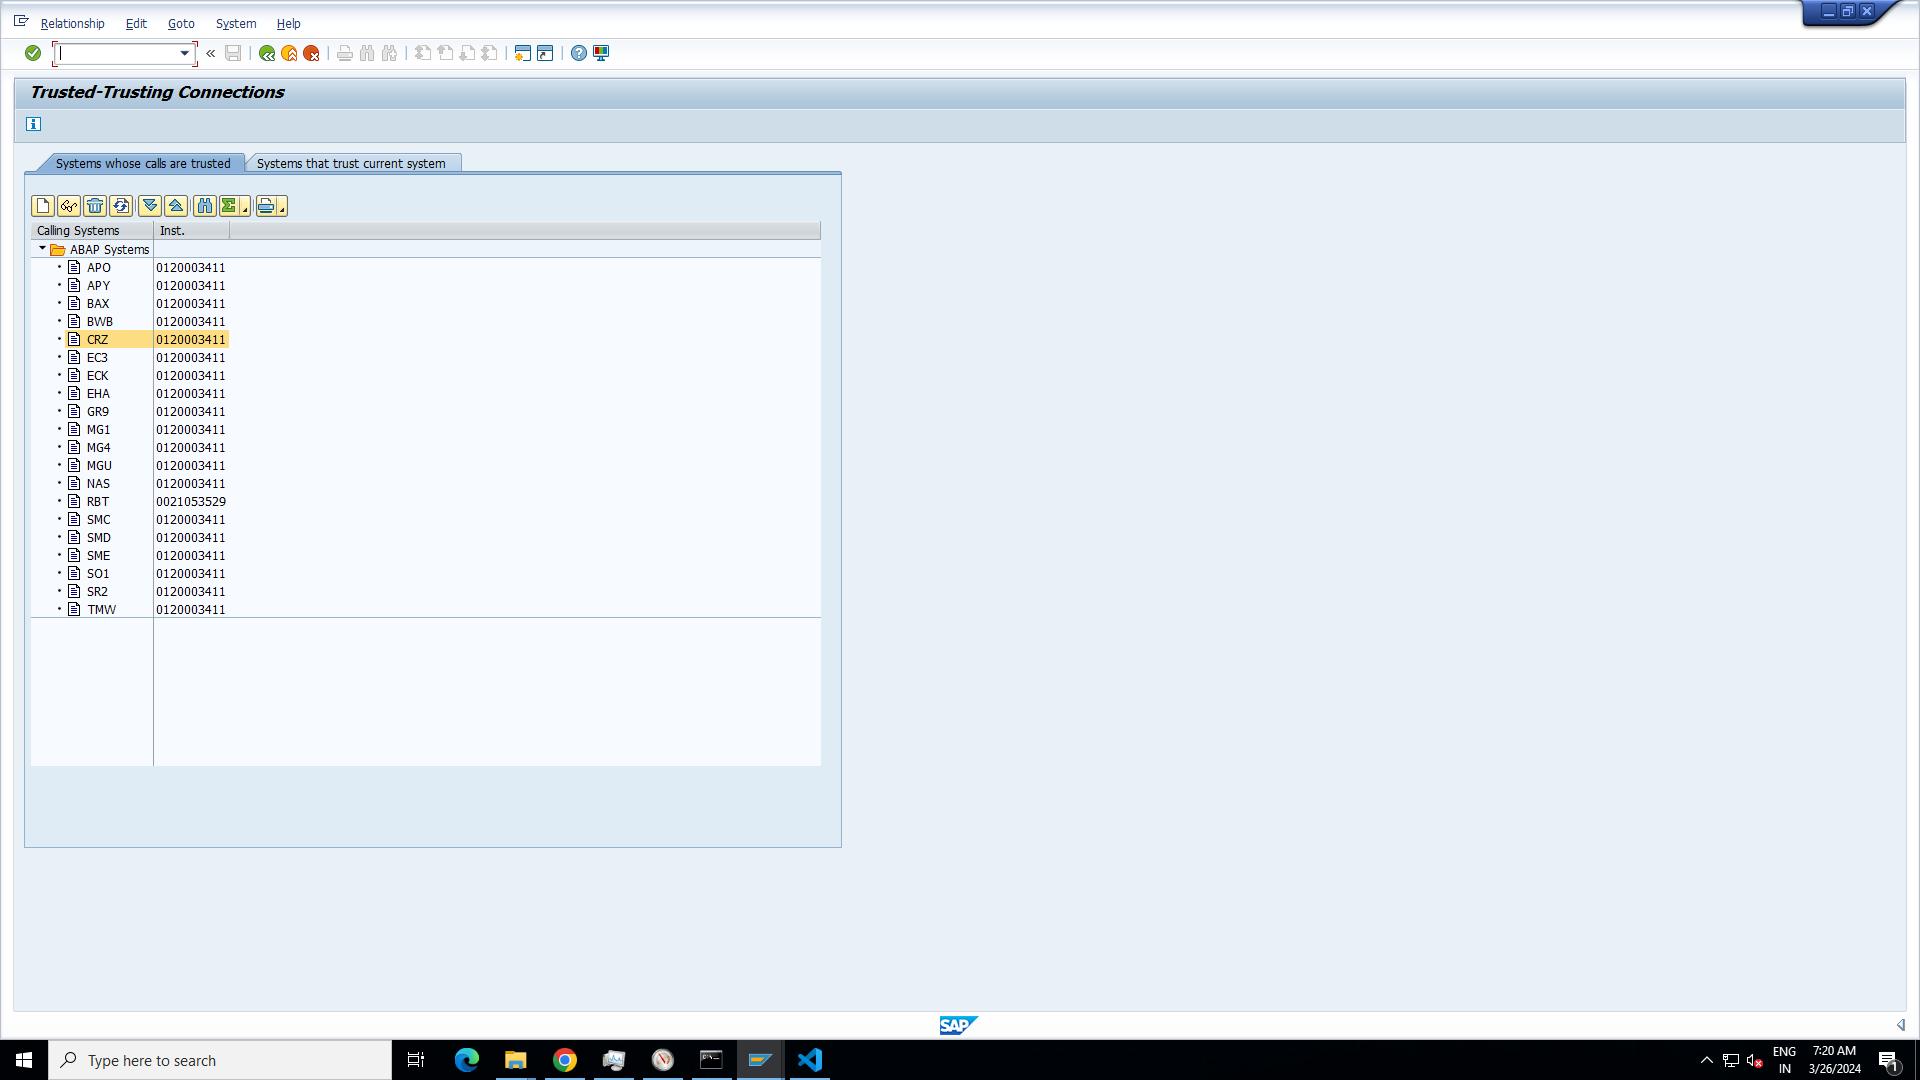 Relationship Edit Goto System Help
Trusted-Trusting Connections
Systems whose calls are trusted Systems that trust current system
Calling Systems Inst.
ABAP Systems
APO 0120003411
APY 0120003411
BAX 0120003411
BWB 0120003411
CRZ 0120003411
EC3 0120003411
ECK 0120003411
EHA 0120003411
GR9 0120003411
MG1 0120003411
MG4 0120003411
MGU 0120003411
NAS 0120003411
RBT 0021053529
SMC 0120003411
SMD 0120003411
SME 0120003411
SO1 0120003411
SR2 0120003411
TMW 0120003411
SAP
Type here to search
ENG 7:20 AM
IN 3/26/2024
1